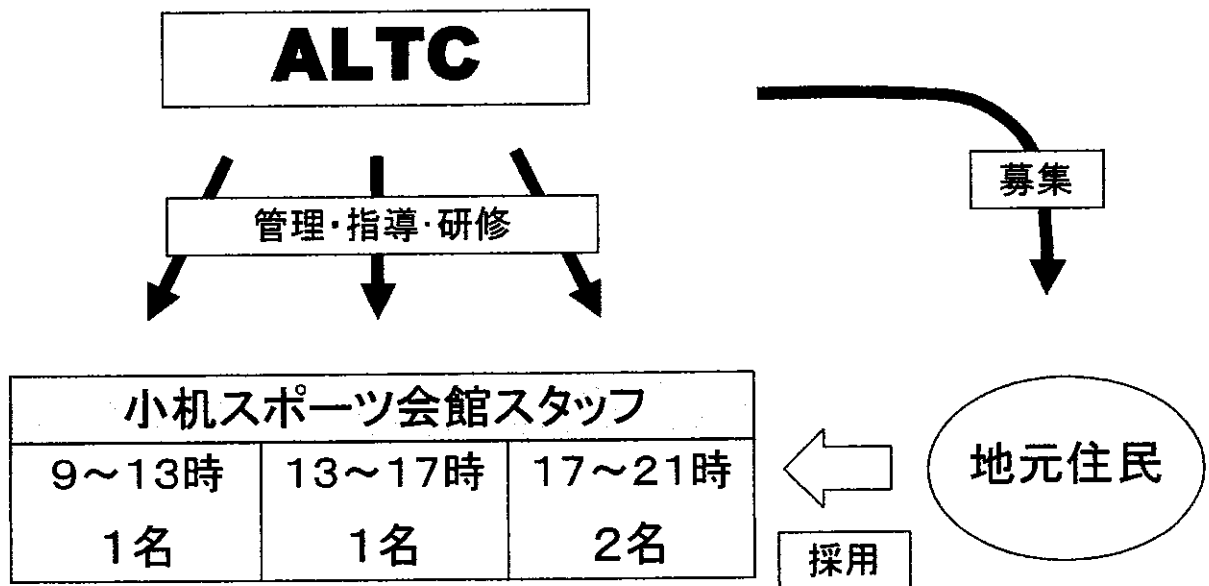 ALTC
募集
管理・指導・研修
小机スポーツ会館スタッフ
9～13時 13～17時 17～21時
1名 1名 2名
地元住民
採用